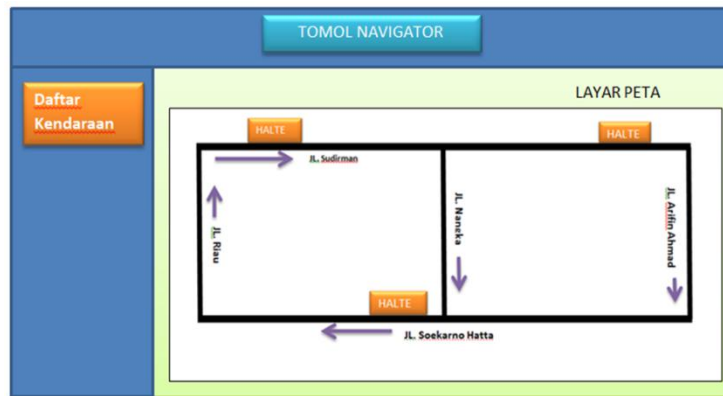 TOMOL NAVIGATOR
Daftar
Kendaraan
LAYAR PETA
HALTE
HALTE
JL. Sudirman
JL. Riau
JL. Naneka
JL. Arifin Ahmad
HALTE
JL. Soekarno Hatta